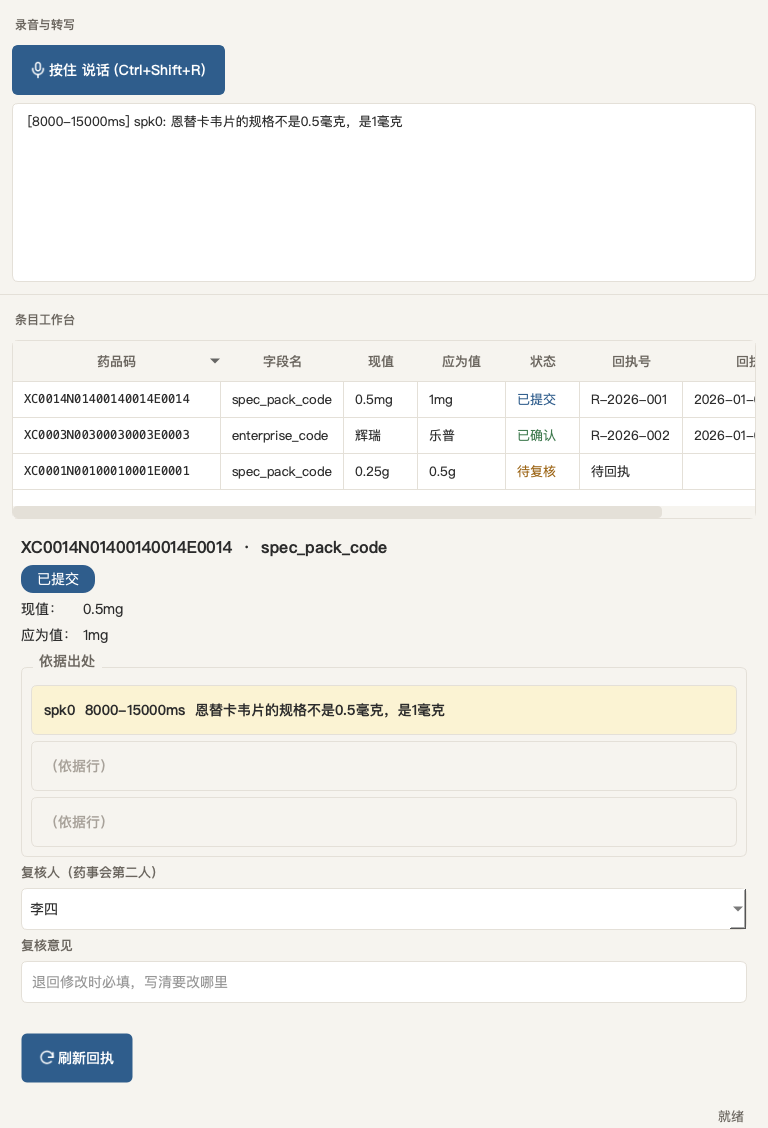 录音与转写
按住 说话 (Ctrl+Shift+R)
[8000–15000ms] spk0: 恩替卡韦片的规格不是0.5毫克，是1毫克
条目工作台
药品码 字段名 现值 应为值 状态 回执号
XC0014N01400140014E0014 spec_pack_code 0.5mg 1mg 已提交 R-2026-001
XC0003N00300030003E0003 enterprise_code 辉瑞 乐普 已确认 R-2026-002
XC0001N00100010001E0001 spec_pack_code 0.25g 0.5g 待复核 待回执
XC0014N01400140014E0014 · spec_pack_code
已提交
现值： 0.5mg
应为值： 1mg
依据出处
spk0 8000–15000ms 恩替卡韦片的规格不是0.5毫克，是1毫克
（依据行）
（依据行）
复核人（药事会第二人）
李四
复核意见
退回修改时必填，写清要改哪里
刷新回执
就绪